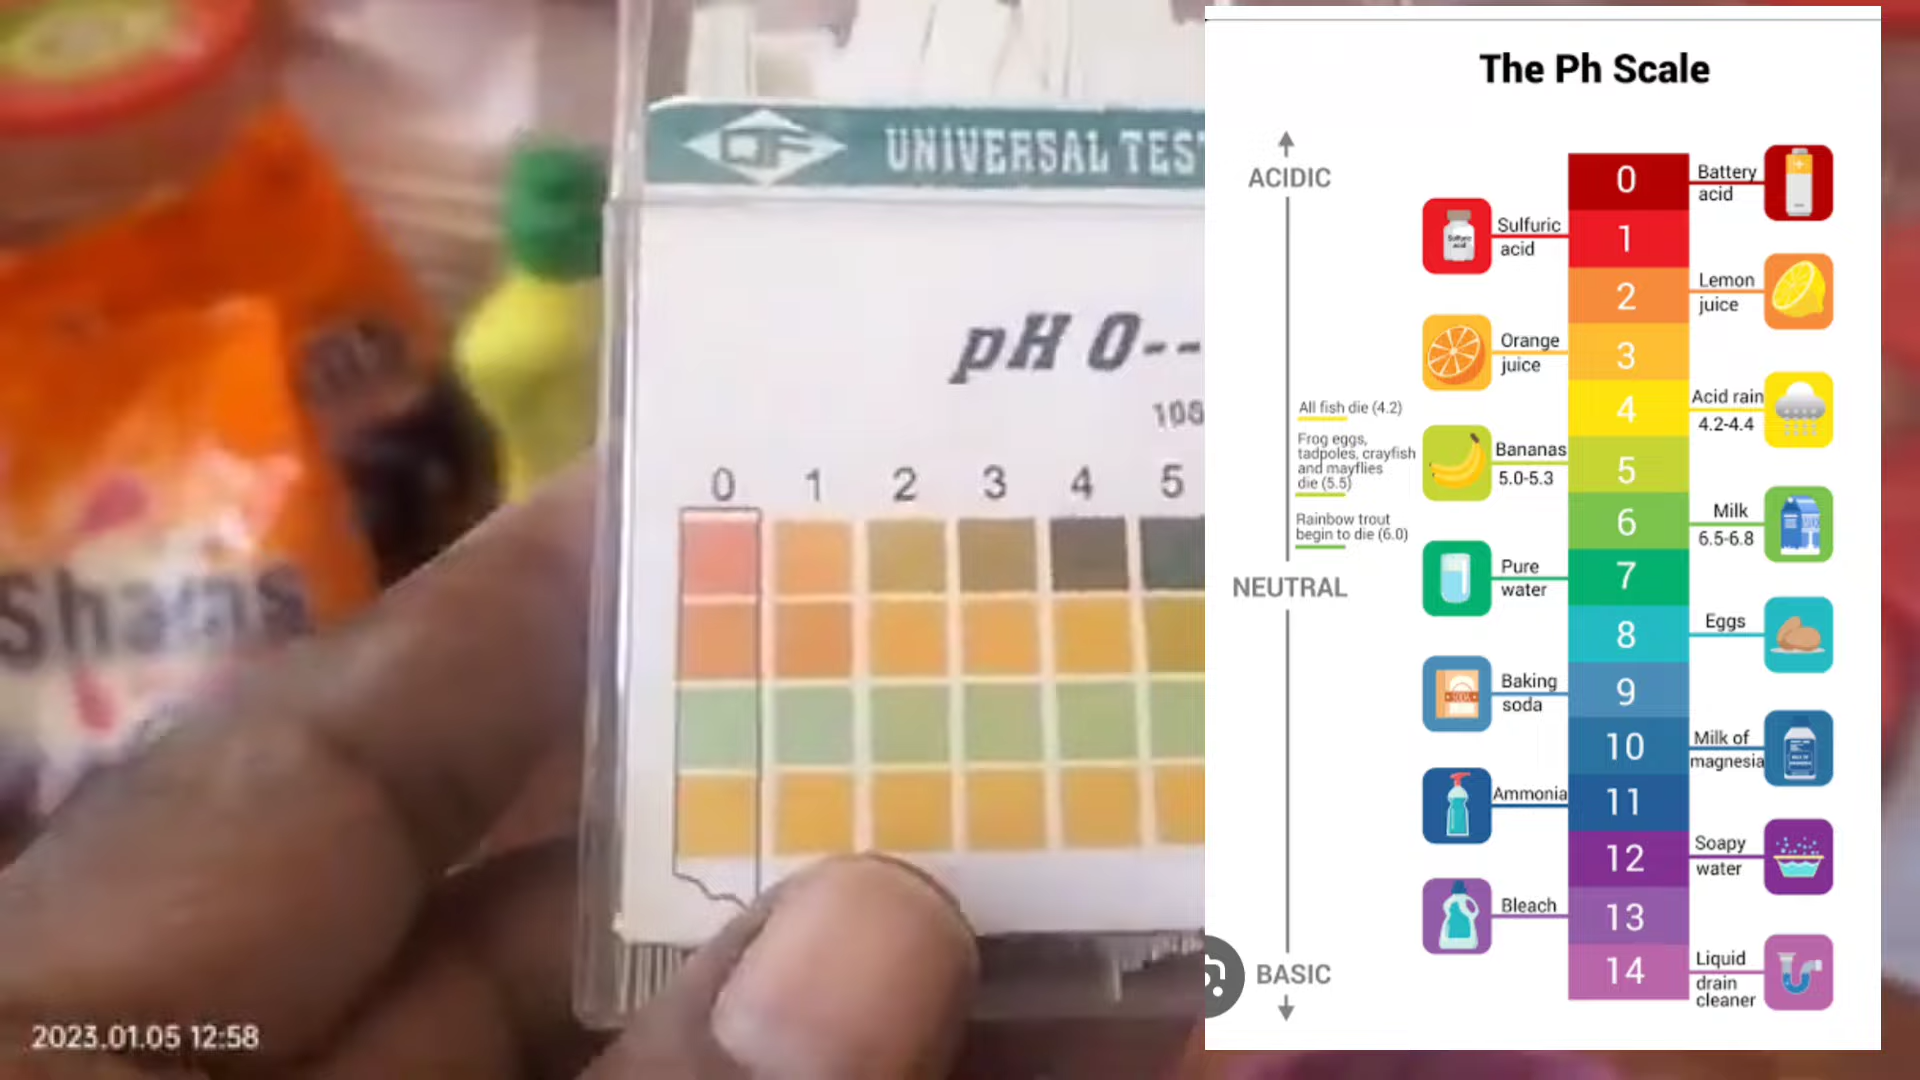 QF UNIVERSAL TES
pH 0--
108
0 1 2 3 4 5
Shams
2023.01.05 12:58
The Ph Scale
ACIDIC
NEUTRAL
BASIC
0
1
2
3
4
5
6
7
8
9
10
11
12
13
14
Battery
acid
Sulfuric
acid
Sulfuric
acid
Lemon
juice
Orange
juice
All fish die (4.2)
Acid rain
4.2-4.4
Frog eggs,
tadpoles, crayfish
and mayflies
die (5.5)
Bananas
5.0-5.3
Rainbow trout
begin to die (6.0)
Milk
6.5-6.8
Pure
water
Eggs
Baking
soda
Milk of
magnesia
Ammonia
Soapy
water
Bleach
Liquid
drain
cleaner